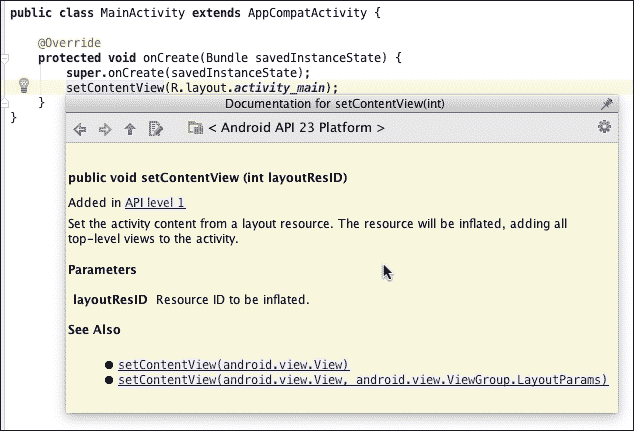 public class MainActivity extends AppCompatActivity {
@Override
protected void onCreate(Bundle savedInstanceState) {
super.onCreate(savedInstanceState);
setContentView(R.layout.activity_main);
}
}
Documentation for setContentView(int)
< Android API 23 Platform >
public void setContentView (int layoutResID)
Added in API level 1
Set the activity content from a layout resource. The resource will be inflated, adding all
top-level views to the activity.
Parameters
layoutResID Resource ID to be inflated.
See Also
● setContentView(android.view.View)
● setContentView(android.view.View, android.view.ViewGroup.LayoutParams)